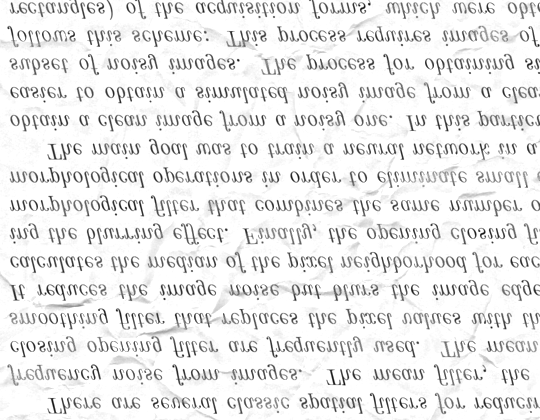 There are several classic spatial filters for reducin
frequency noise from images. The mean filter, the
closing opening filter are frequently used. The mean
smoothing filter that replaces the pixel values with th
It reduces the image noise but blurs the image edge
calculates the median of the pixel neighborhood for eac
ing the blurring effect. Finally, the opening closing fi
morphological filter that combines the same number o
morphological operations in order to eliminate small e
The main goal was to train a neural network in a
obtain a clean image from a noisy one. In this particu
easier to obtain a simulated noisy image from a clea
subset of noisy images. The process for obtaining si
follows this scheme: This process requires images of
rectangles) of the acquisition forms, which were obt